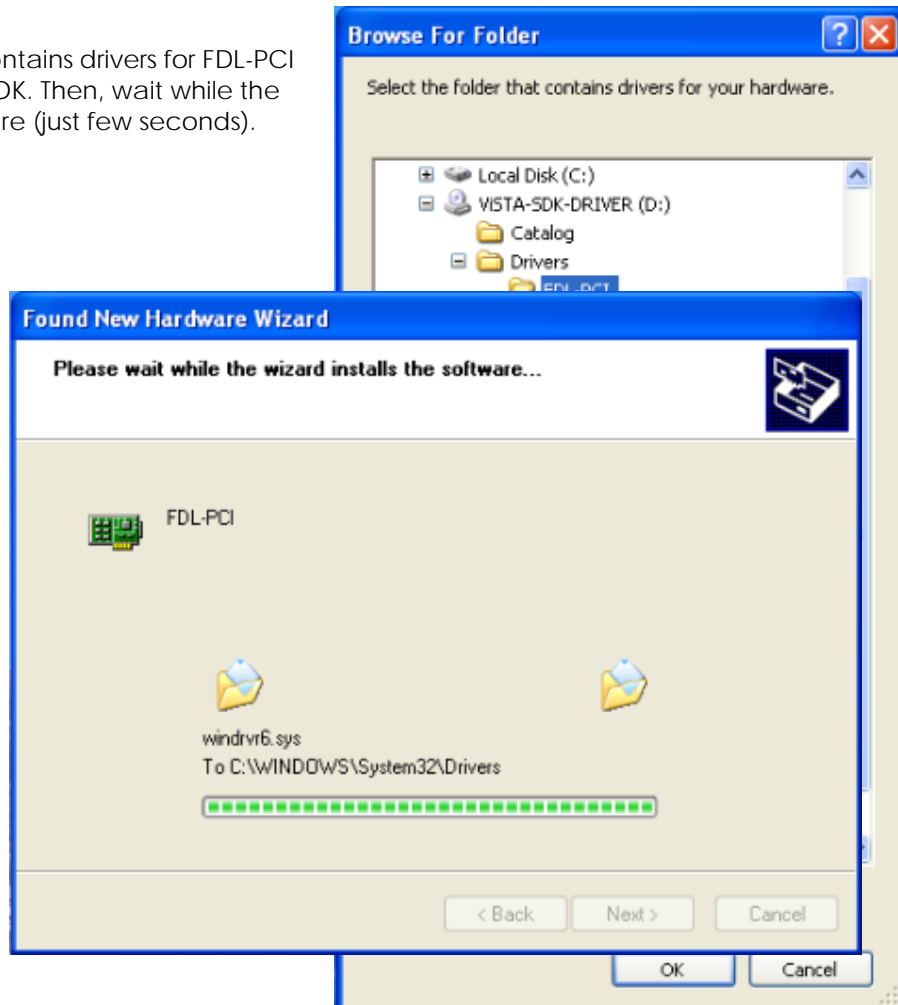 Browse For Folder
ntains drivers for FDL-PCI
DK. Then, wait while the
re (just few seconds).
Select the folder that contains drivers for your hardware.
Local Disk (C:)
ViSTA-SDK-DRIVER (D:)
Catalog
Drivers
FDL-PCI
Found New Hardware Wizard
Please wait while the wizard installs the software...
FDL-PCI
windrvr6.sys
To C:\WINDOWS\System32\Drivers
< Back Next > Cancel
OK Cancel